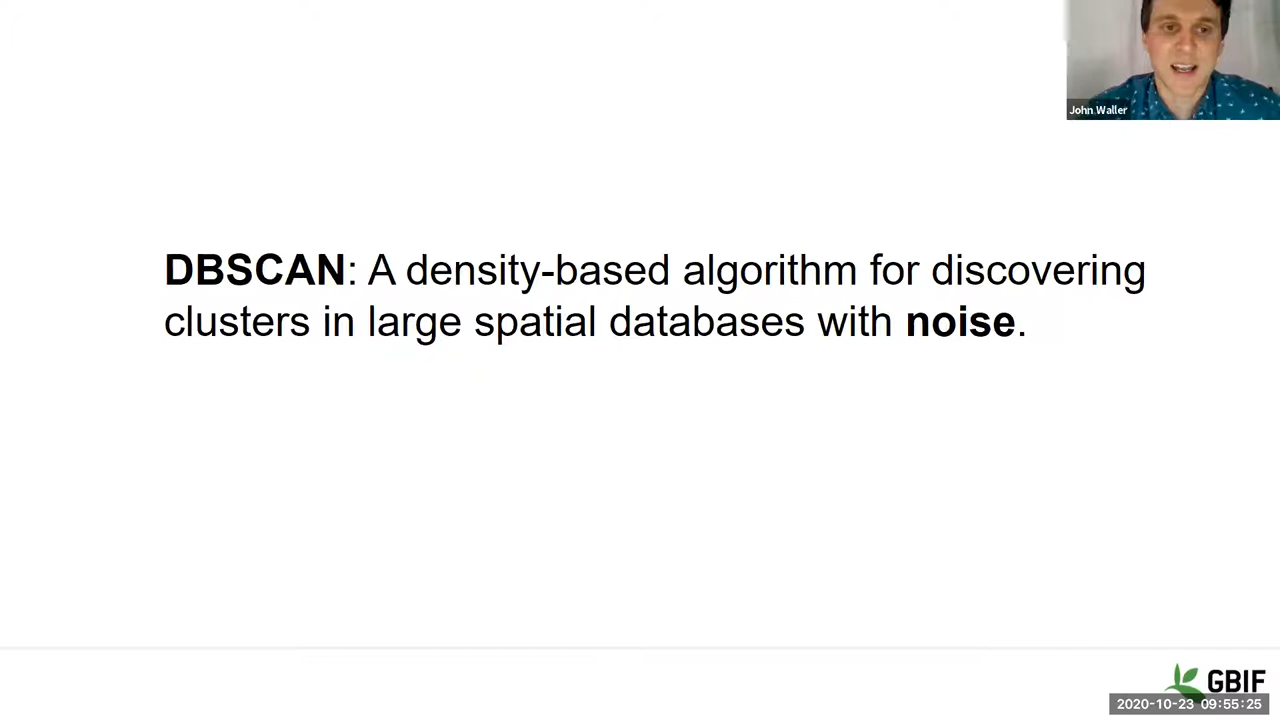 John Waller
DBSCAN: A density-based algorithm for discovering
clusters in large spatial databases with noise.
GBIF
2020-10-23 09:55:25